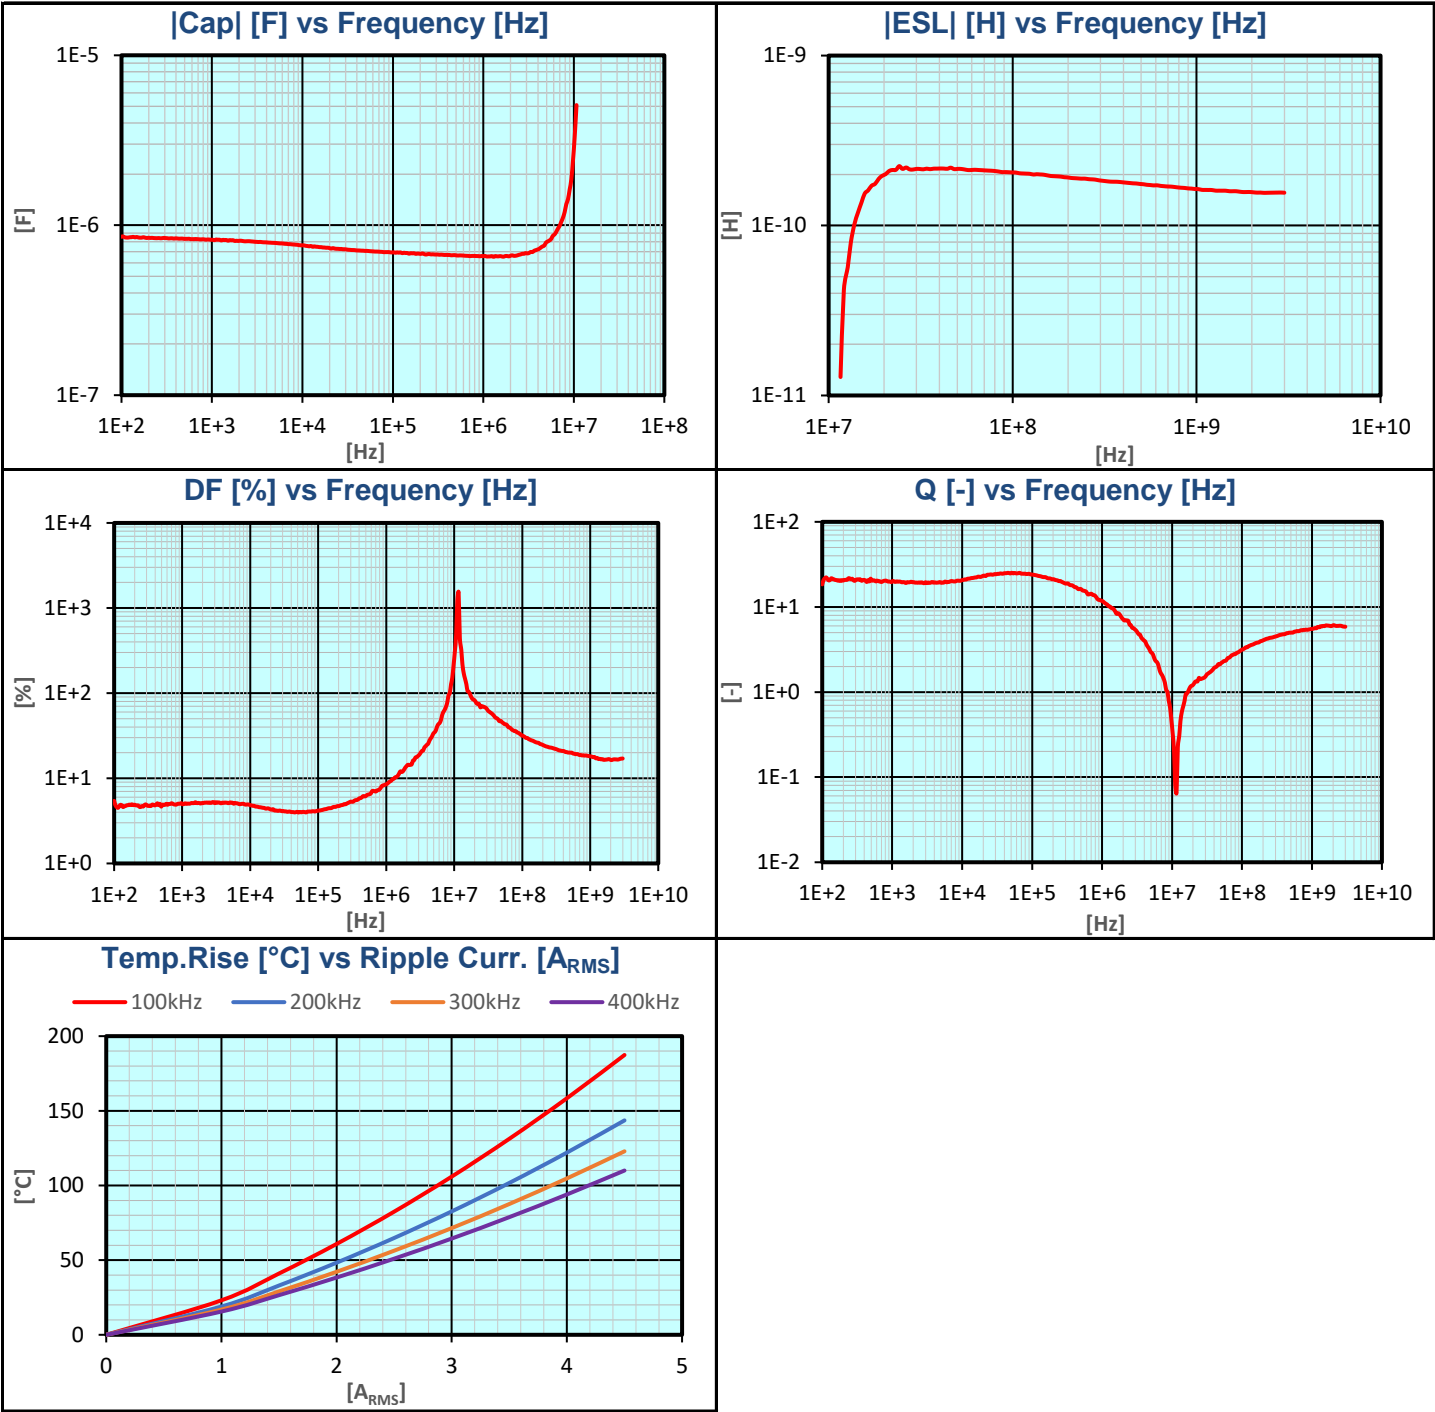 |Cap| [F] vs Frequency [Hz]
1E-5
1E-6
1E-7
[F]
1E+2 1E+3 1E+4 1E+5 1E+6 1E+7 1E+8
[Hz]
|ESL| [H] vs Frequency [Hz]
1E-9
1E-10
1E-11
[H]
1E+7 1E+8 1E+9 1E+10
[Hz]
DF [%] vs Frequency [Hz]
1E+4
1E+3
1E+2
1E+1
1E+0
[%]
1E+2 1E+3 1E+4 1E+5 1E+6 1E+7 1E+8 1E+9 1E+10
[Hz]
Q [-] vs Frequency [Hz]
1E+2
1E+1
1E+0
1E-1
1E-2
[-]
1E+2 1E+3 1E+4 1E+5 1E+6 1E+7 1E+8 1E+9 1E+10
[Hz]
Temp.Rise [°C] vs Ripple Curr. [ARMS]
100kHz 200kHz 300kHz 400kHz
200
150
100
50
0
[°C]
0 1 2 3 4 5
[ARMS]